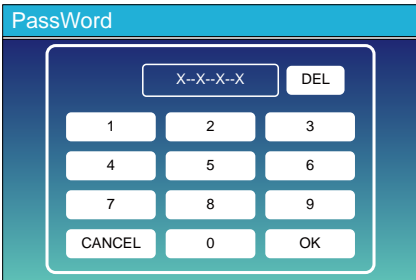 PassWord
X--X--X--X DEL
1 2 3
4 5 6
7 8 9
CANCEL 0 OK